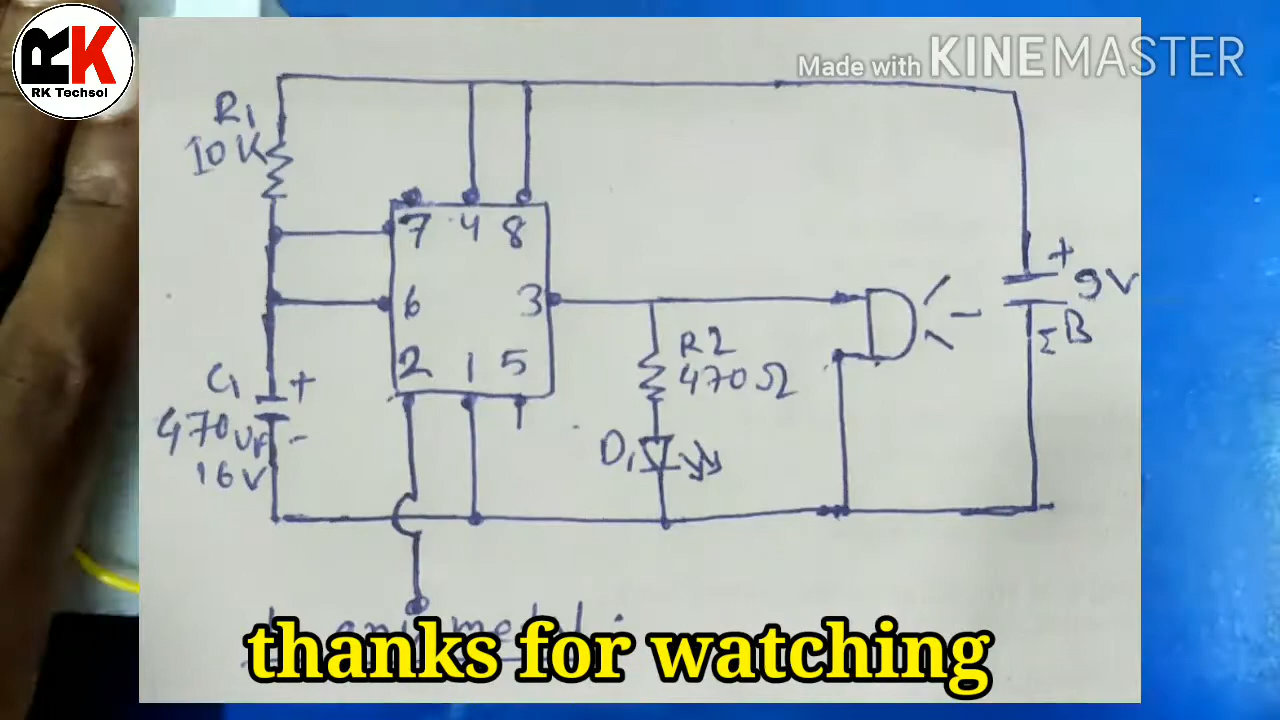 RK
RK Techsol
Made with KINEMASTER
R1
10K
7 4 8
6 3
2 1 5
C1 +
470UF -
16V
R2
470Ω
D1
+
9V
B
thanks for watching